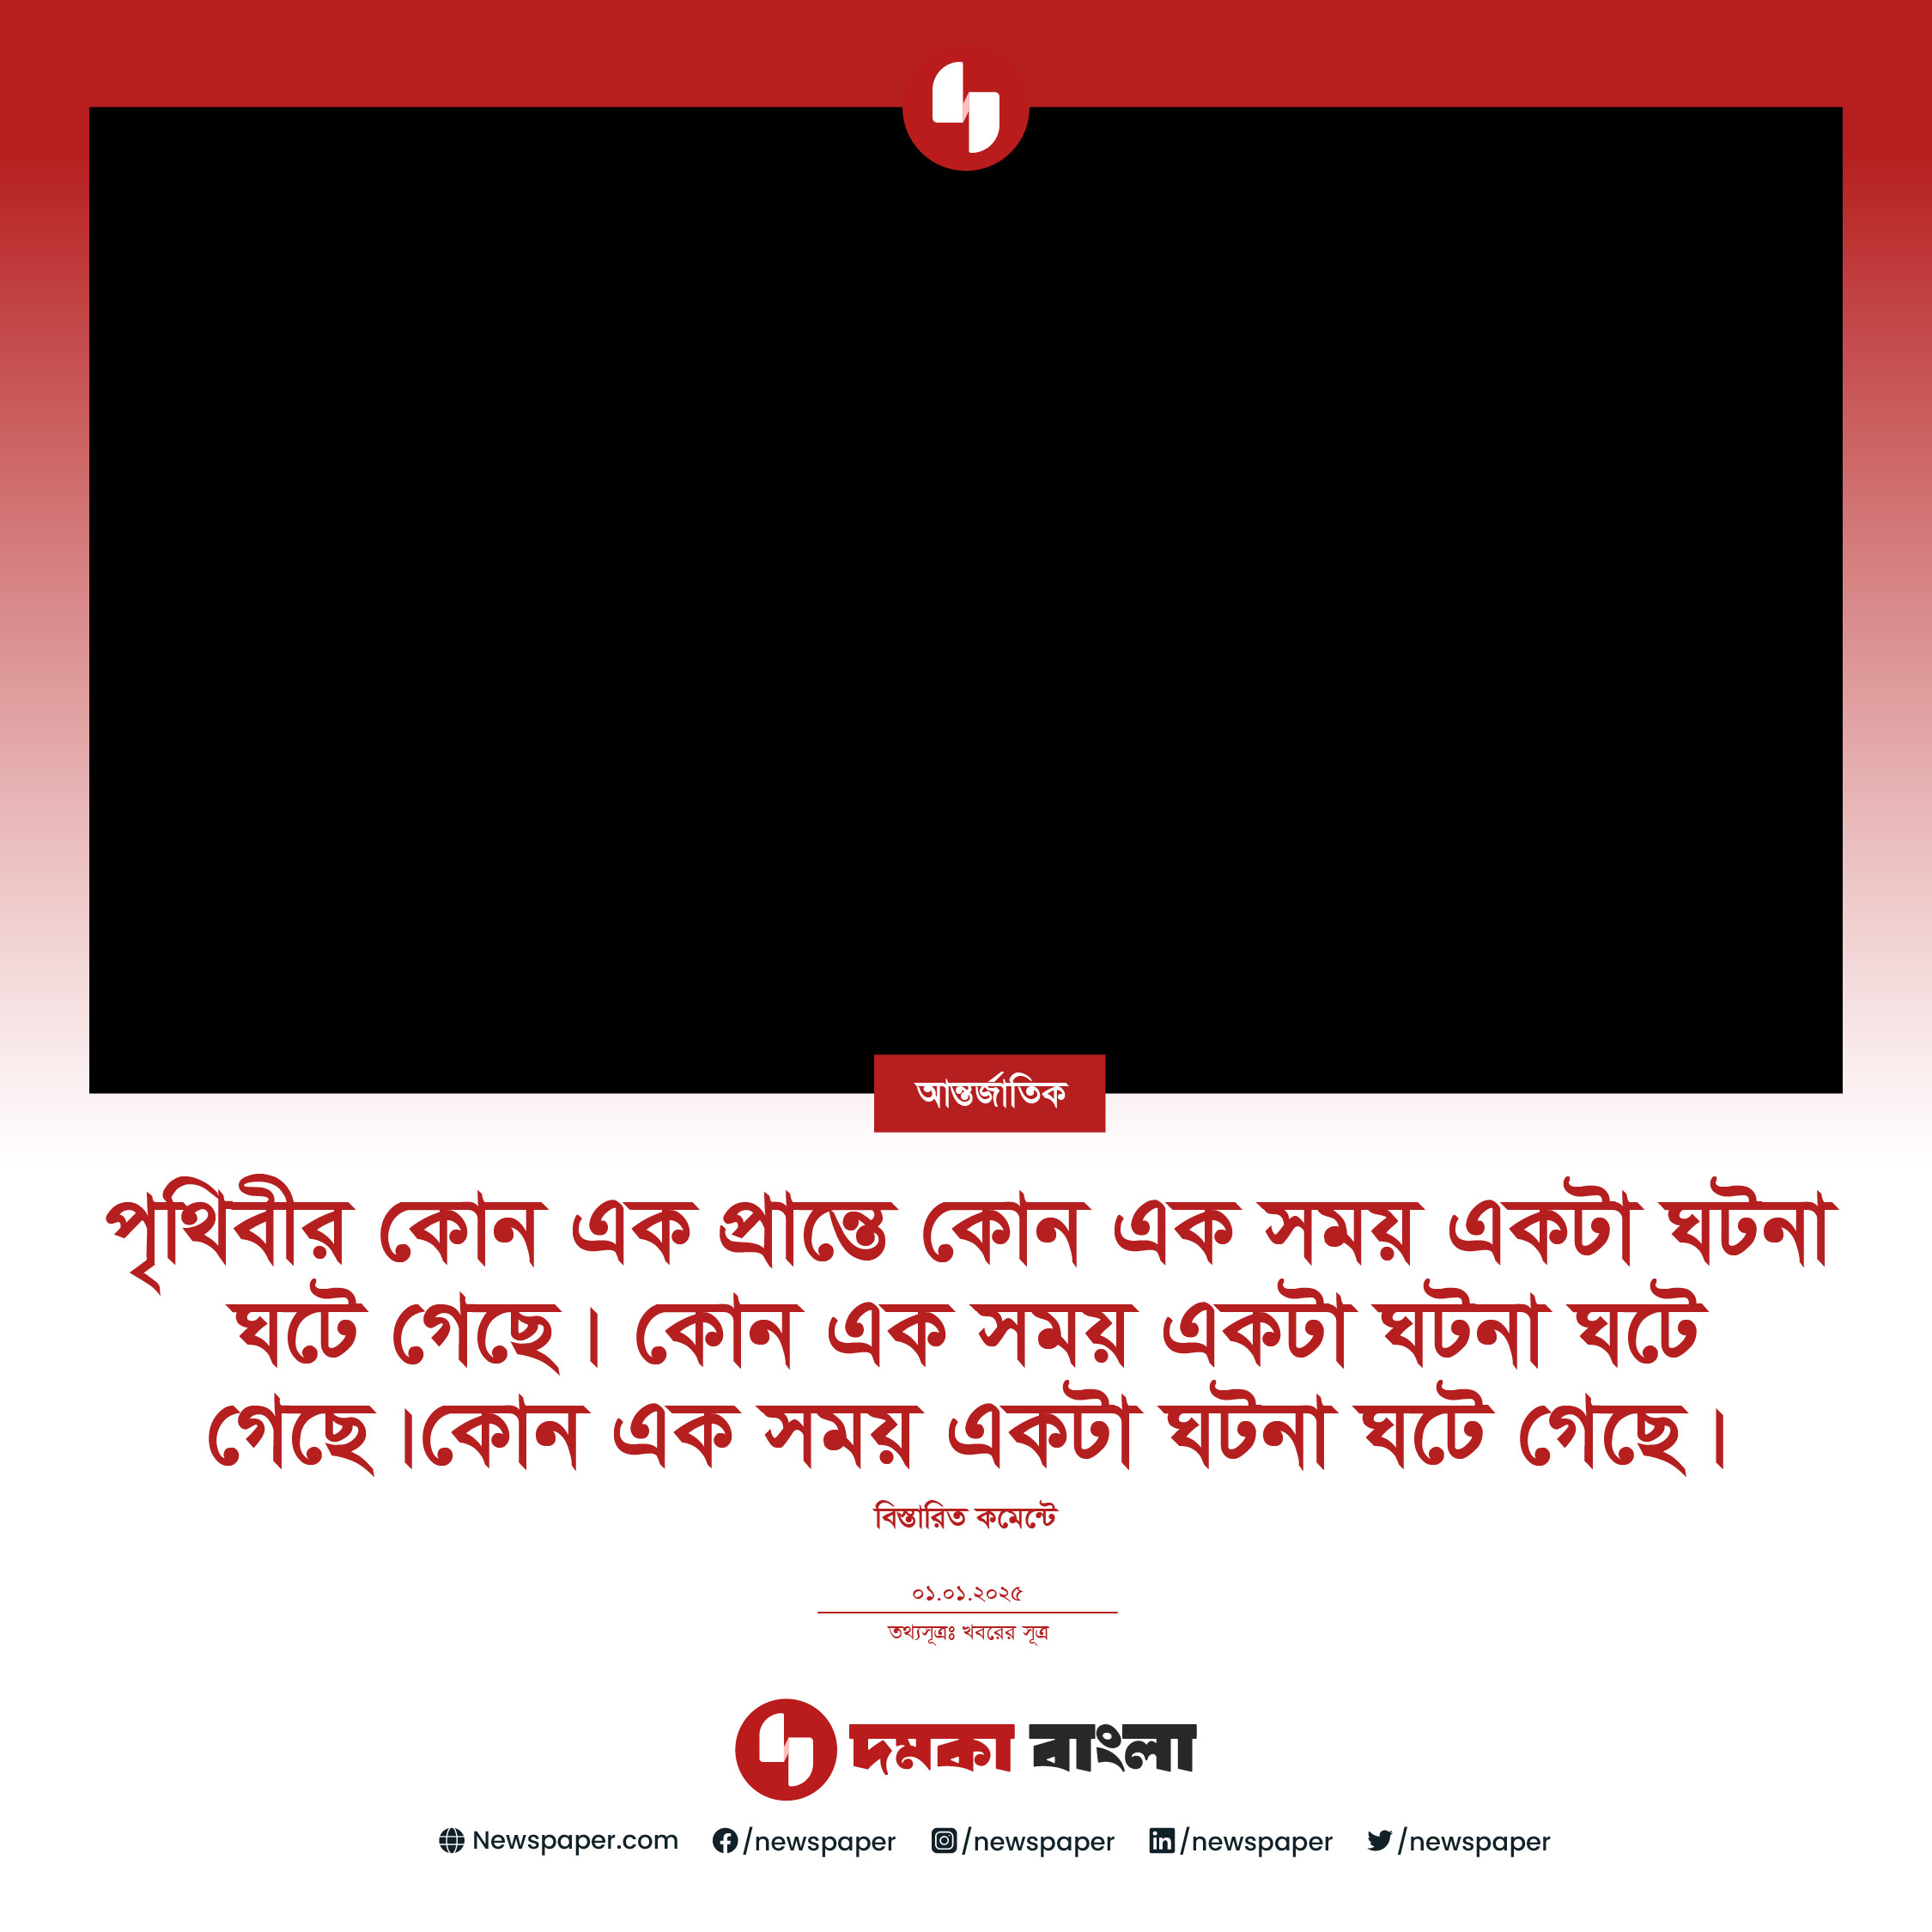 আন্তর্জাতিক
পৃথিবীর কোন এক প্রান্তে কোন এক সময় একটা ঘটনা
ঘটে গেছে। কোন এক সময় একটা ঘটনা ঘটে
গেছে।কোন এক সময় একটা ঘটনা ঘটে গেছে।
বিস্তারিত কমেন্টে
০১.০১.২০২৫
তথ্যসূত্রঃ খবরের সূত্র
দমকা বাংলা
Newspaper.com /newspaper /newspaper /newspaper /newspaper